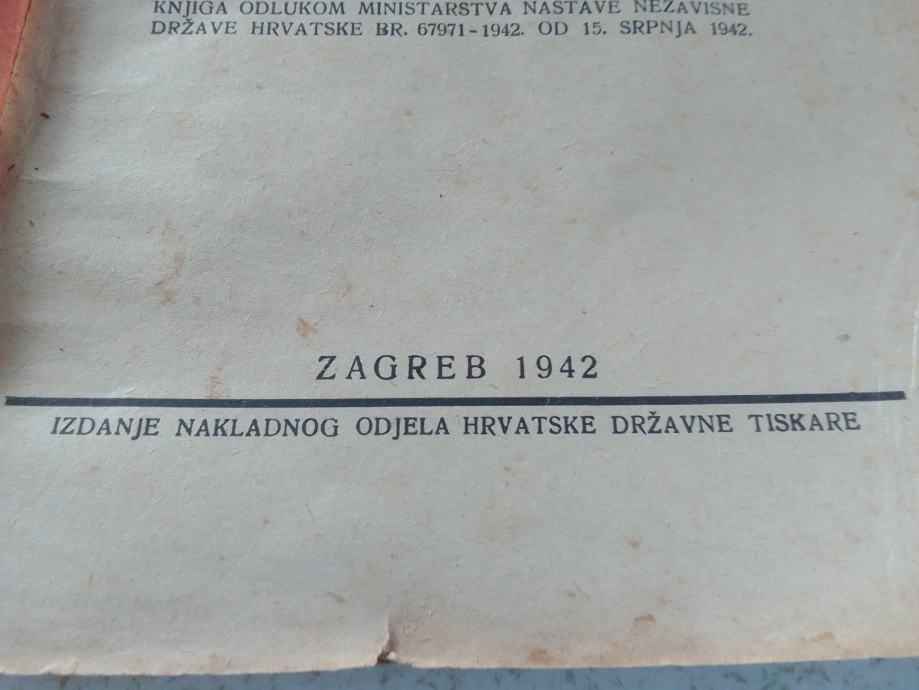 KNJIGA ODLUKOM MINISTARSTVA NASTAVE NEZAVISNE
DRŽAVE HRVATSKE BR. 67971-1942. OD 15. SRPNJA 1942.
ZAGREB 1942
IZDANJE NAKLADNOG ODJELA HRVATSKE DRŽAVNE TISKARE